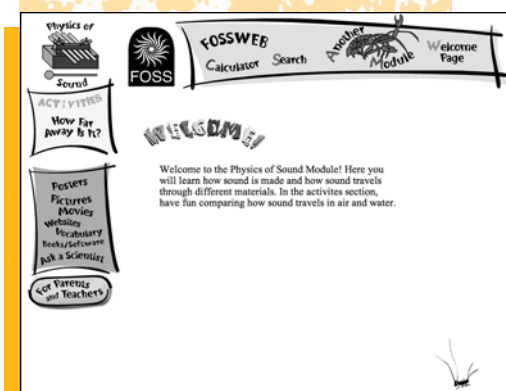 Physics of
Sound
FOSS
FOSSWEB
Calculator
Search
Another
Module
Welcome
Page
ACTIVITIES
How Far
Away Is It?
WELCOME!
Welcome to the Physics of Sound Module! Here you
will learn how sound is made and how sound travels
through different materials. In the activites section,
have fun comparing how sound travels in air and water.
Posters
Pictures
Movies
Websites
Vocabulary
Books/Software
Ask a Scientist
For Parents
and Teachers